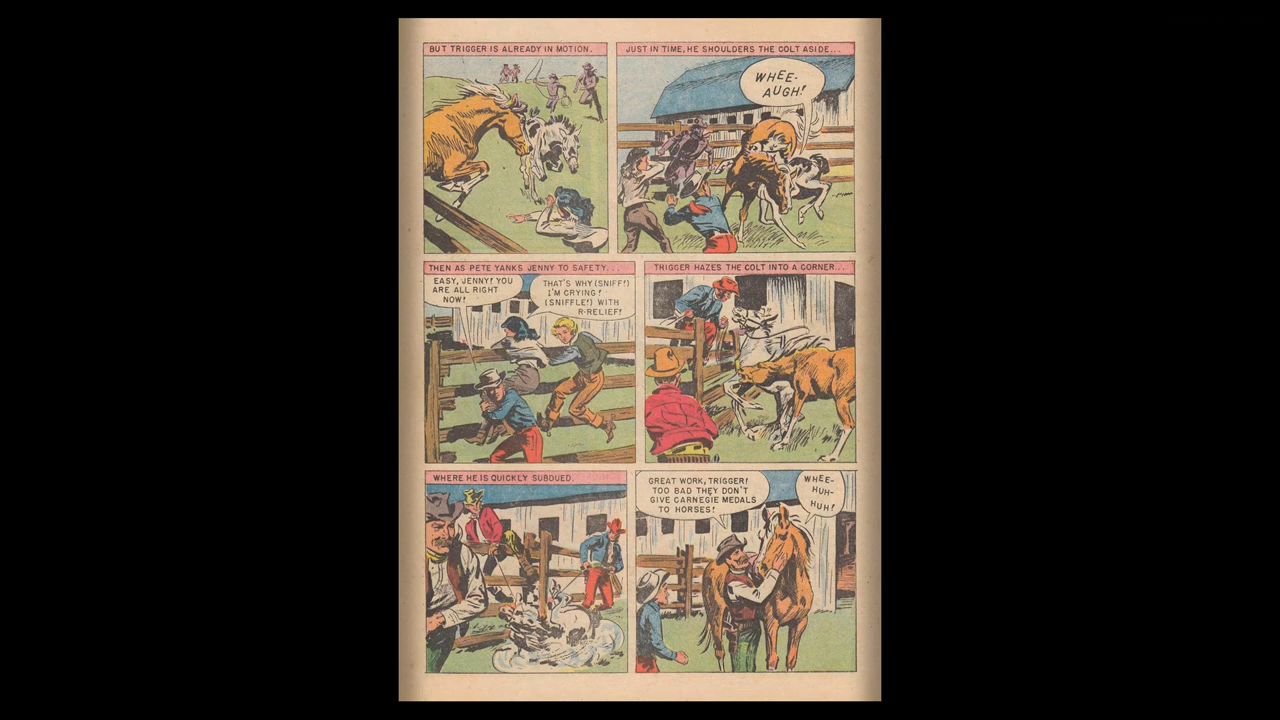 BUT TRIGGER IS ALREADY IN MOTION.
JUST IN TIME, HE SHOULDERS THE COLT ASIDE...
WHEE-
AUGH!
THEN AS PETE YANKS JENNY TO SAFETY...
EASY, JENNY! YOU
ARE ALL RIGHT
NOW!
THAT'S WHY (SNIFF!)
I'M CRYING!
(SNIFFLE!) WITH
R-RELIEF!
TRIGGER HAZES THE COLT INTO A CORNER...
WHERE HE IS QUICKLY SUBDUED.
GREAT WORK, TRIGGER!
TOO BAD THEY DON'T
GIVE CARNEGIE MEDALS
TO HORSES!
WHEE-
HUH-
HUH!